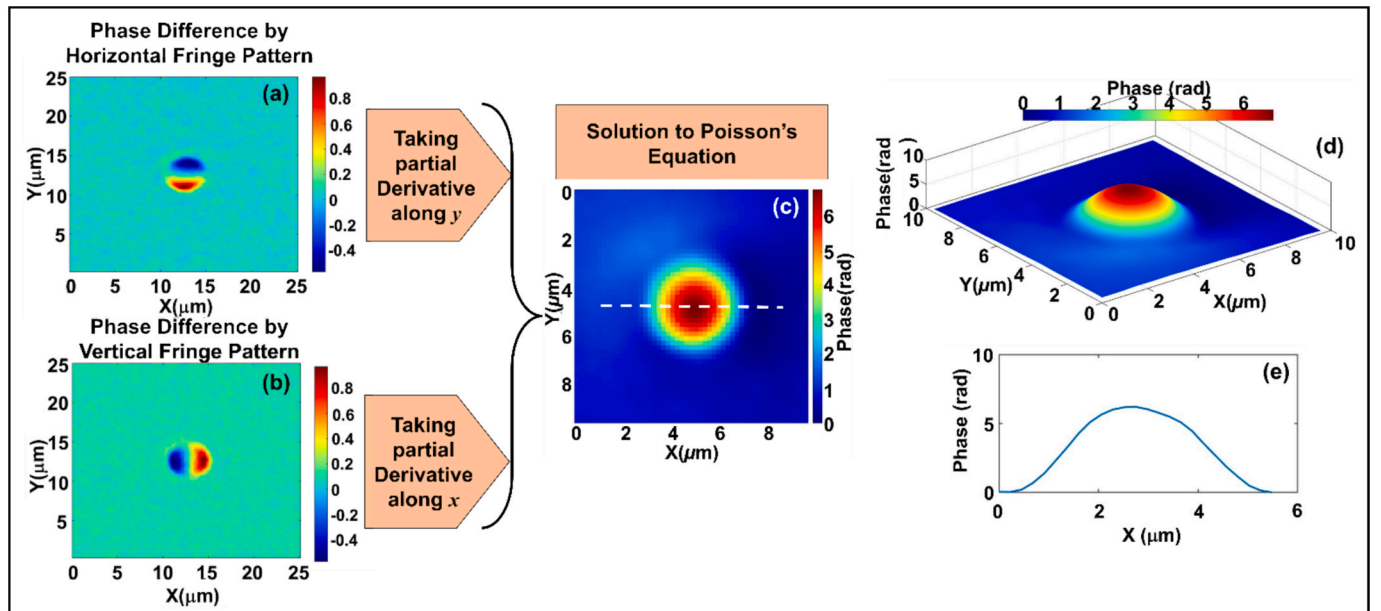 Phase Difference by
Horizontal Fringe Pattern
(a)
25
20
15
10
5
Y(μm)
0 5 10 15 20 25
X(μm)
0.8
0.6
0.4
0.2
0
-0.2
-0.4
Taking
partial
Derivative
along y
Phase Difference by
Vertical Fringe Pattern
(b)
25
20
15
10
5
Y(μm)
0 5 10 15 20 25
X(μm)
0.8
0.6
0.4
0.2
0
-0.2
-0.4
Taking
partial
Derivative
along x
Solution to Poisson's
Equation
(c)
0
2
4
6
8
Y(μm)
0 2 4 6 8
X(μm)
6
5
4
3
2
1
0
Phase(rad)
Phase (rad)
0 1 2 3 4 5 6
(d)
Phase(rad
10
5
0
10
8
6
4
2
0
Y(μm)
0
2
4
6
8
10
X(μm)
(e)
10
5
0
Phase (rad)
0 2 4 6
X (μm)